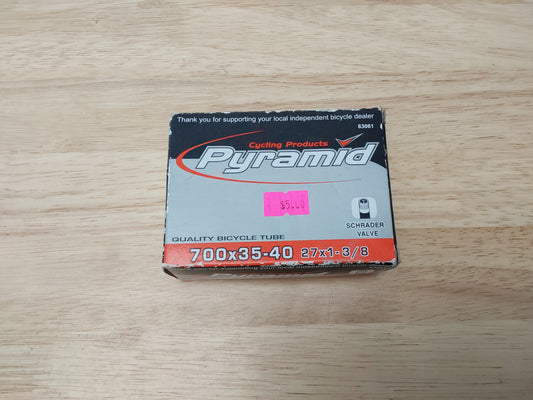 Thank you for supporting your local independent bicycle dealer
63061
Cycling Products
Pyramid
$5.00
SCHRADER
VALVE
QUALITY BICYCLE TUBE
700x35-40 27x1-3/8